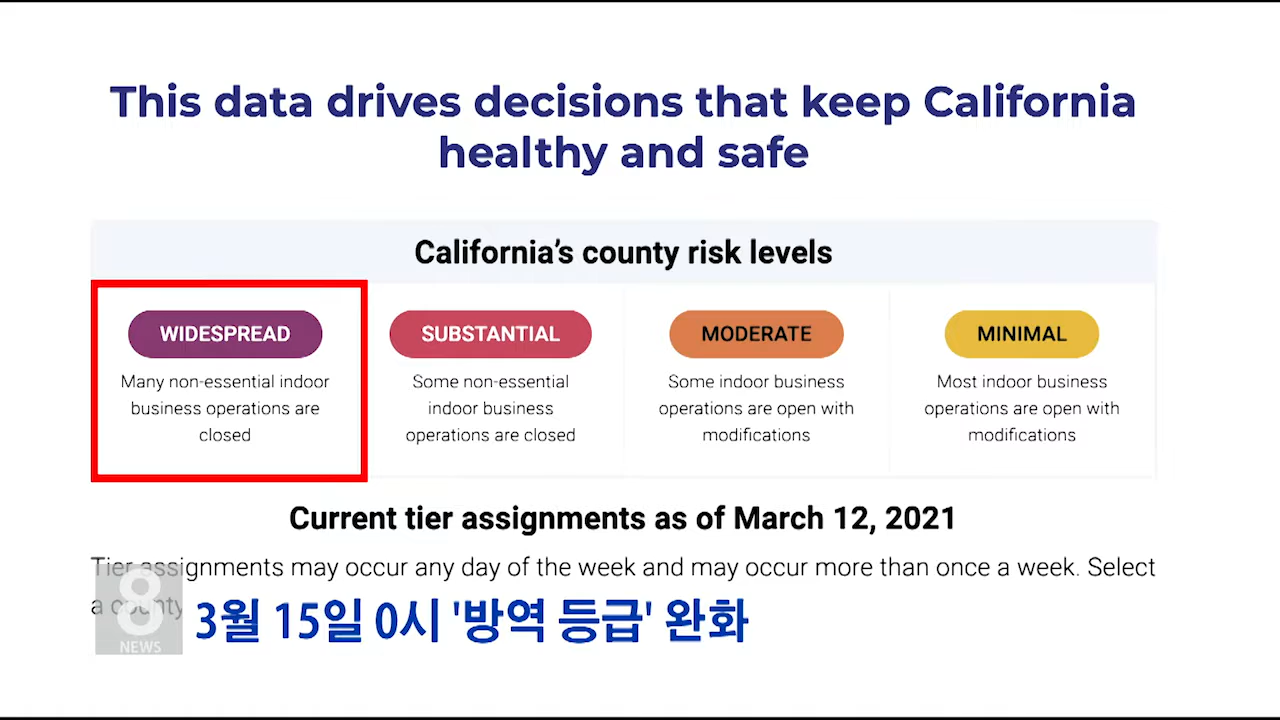 This data drives decisions that keep California
healthy and safe
California's county risk levels
WIDESPREAD
Many non-essential indoor
business operations are
closed
SUBSTANTIAL
Some non-essential
indoor business
operations are closed
MODERATE
Some indoor business
operations are open with
modifications
MINIMAL
Most indoor business
operations are open with
modifications
Current tier assignments as of March 12, 2021
Tier assignments may occur any day of the week and may occur more than once a week. Select
a county
8
NEWS
3월 15일 0시 '방역 등급' 완화